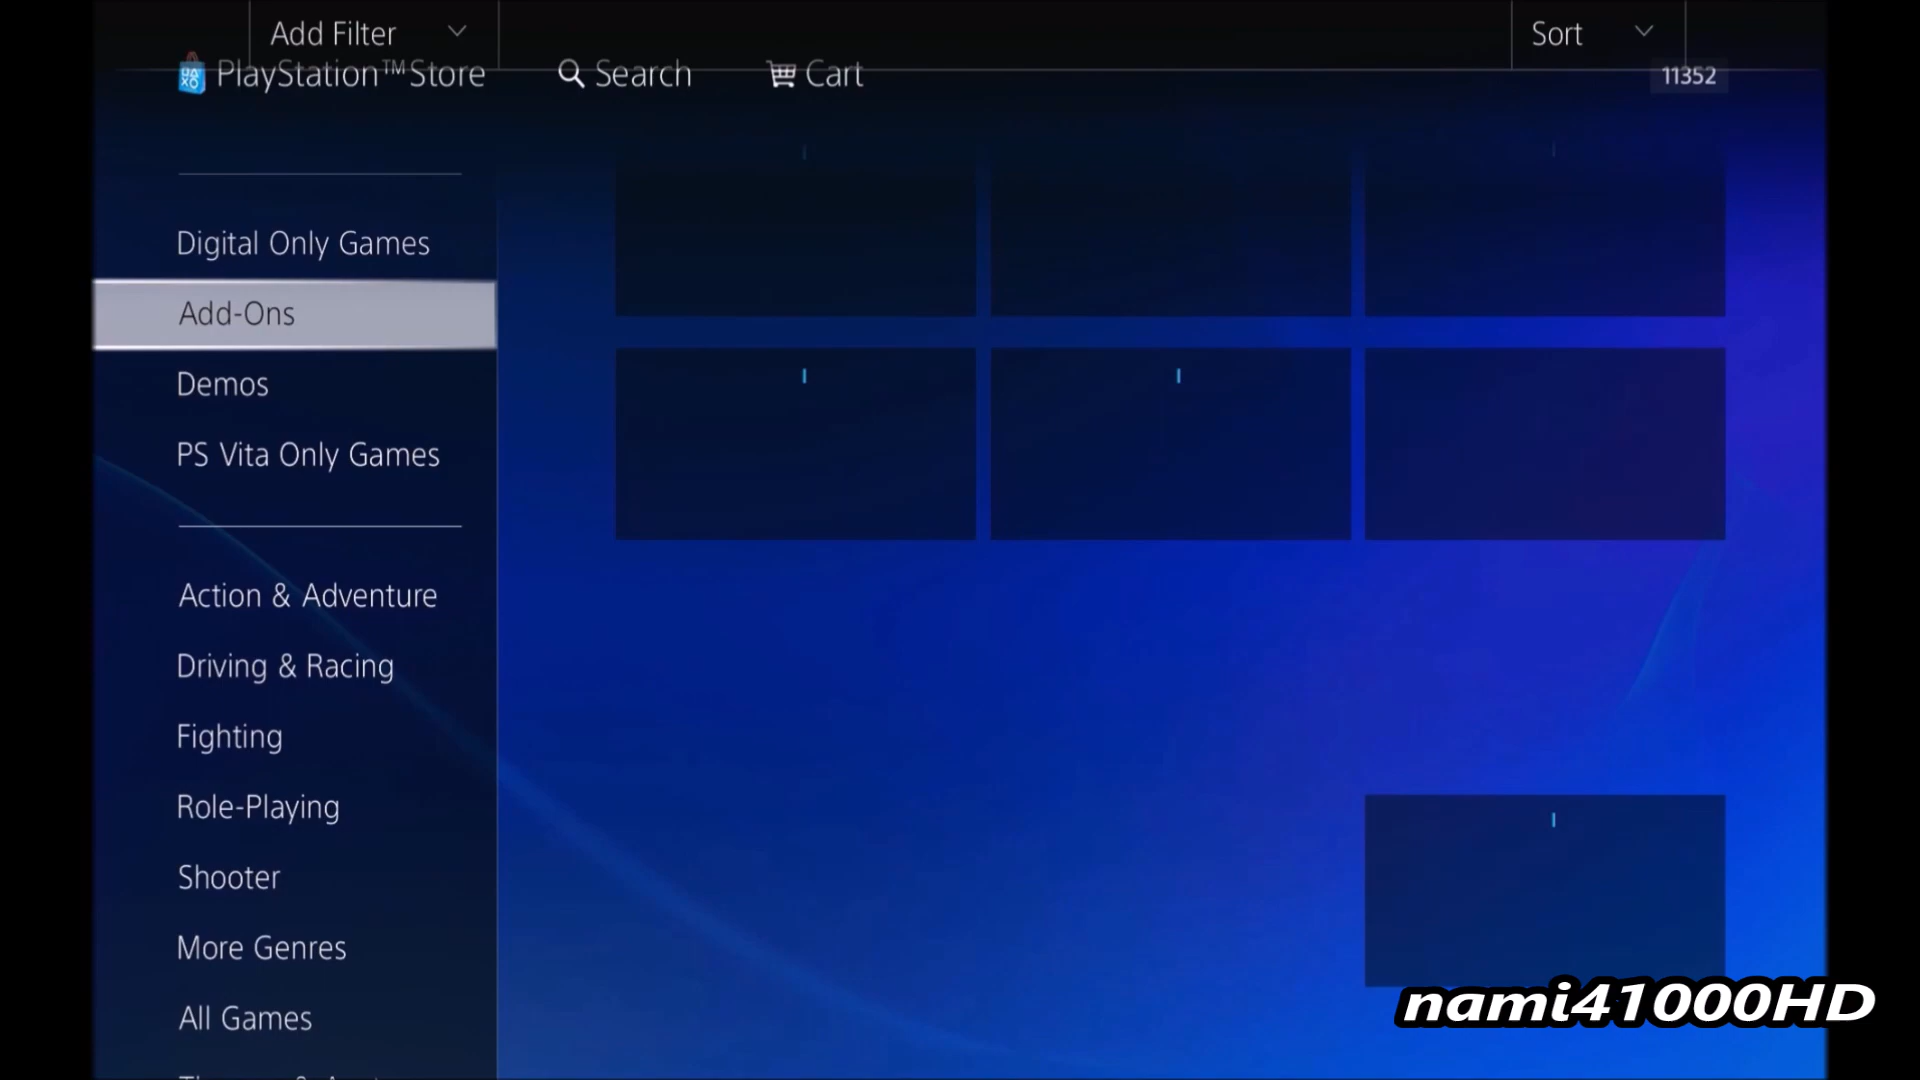 Add Filter
Sort
PlayStation™Store
Search
Cart
11352
Digital Only Games
Add-Ons
Demos
PS Vita Only Games
Action & Adventure
Driving & Racing
Fighting
Role-Playing
Shooter
More Genres
All Games
nami41000HD